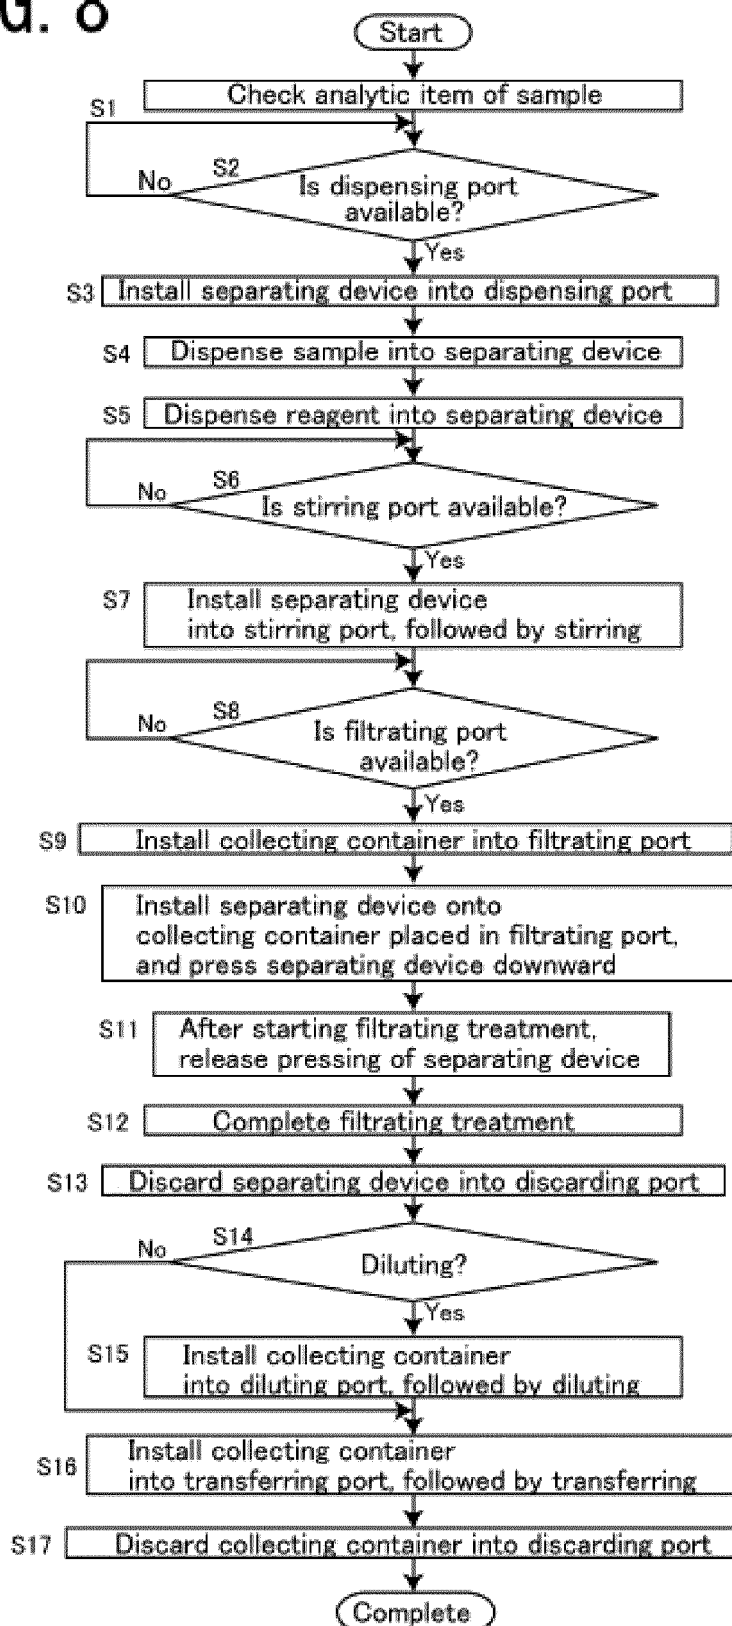 G. 8
Start
S1
Check analytic item of sample
S2
No
Is dispensing port
available?
Yes
S3
Install separating device into dispensing port
S4
Dispense sample into separating device
S5
Dispense reagent into separating device
S6
No
Is stirring port available?
Yes
S7
Install separating device
into stirring port, followed by stirring
S8
No
Is filtrating port
available?
Yes
S9
Install collecting container into filtrating port
S10
Install separating device onto
collecting container placed in filtrating port,
and press separating device downward
S11
After starting filtrating treatment,
release pressing of separating device
S12
Complete filtrating treatment
S13
Discard separating device into discarding port
S14
No
Diluting?
Yes
S15
Install collecting container
into diluting port, followed by diluting
S16
Install collecting container
into transferring port, followed by transferring
S17
Discard collecting container into discarding port
Complete